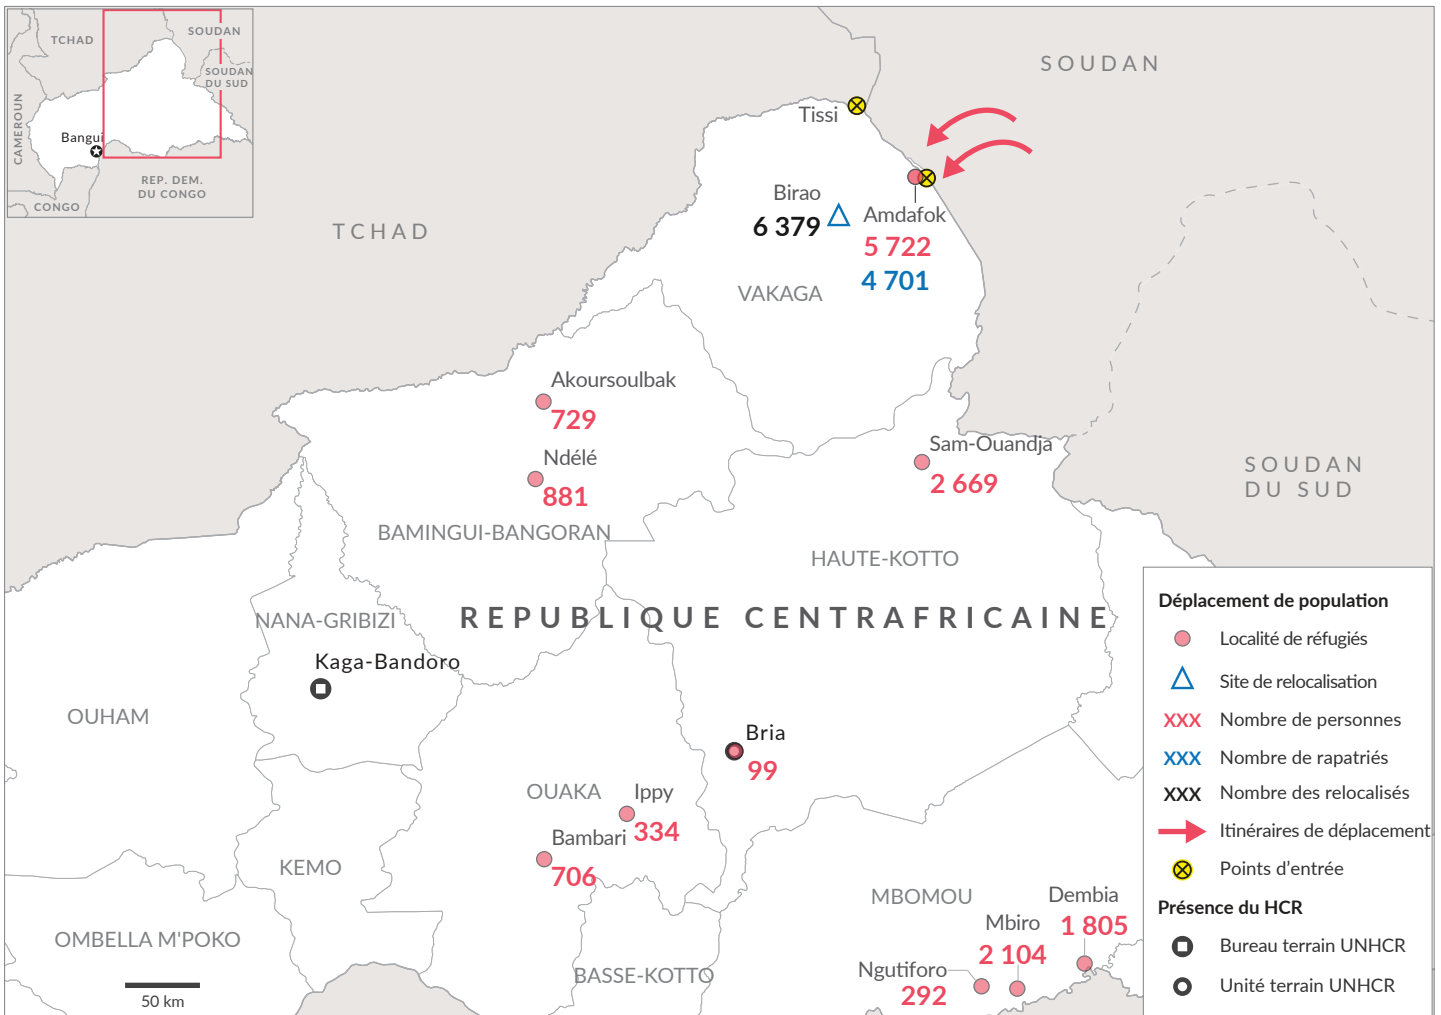 TCHAD
SOUDAN
SOUDAN
DU SUD
CAMEROUN
Bangui
REP. DEM.
DU CONGO
CONGO
SOUDAN
Tissi
Birao
6 379
Amdafok
5 722
4 701
TCHAD
VAKAGA
Akoursoulbak
729
Ndélé
881
Sam-Ouandja
2 669
SOUDAN
DU SUD
BAMINGUI-BANGORAN
HAUTE-KOTTO
NANA-GRIBIZI
REPUBLIQUE CENTRAFRICAINE
Kaga-Bandoro
OUHAM
Bria
99
OUAKA
Ippy
334
Bambari
706
KEMO
MBOMOU
Dembia
1 805
Mbiro
2 104
OMBELLA M'POKO
BASSE-KOTTO
Ngutiforo
292
50 km
Déplacement de population
Localité de réfugiés
Site de relocalisation
XXX Nombre de personnes
XXX Nombre de rapatriés
XXX Nombre des relocalisés
Itinéraires de déplacement
Points d'entrée
Présence du HCR
Bureau terrain UNHCR
Unité terrain UNHCR